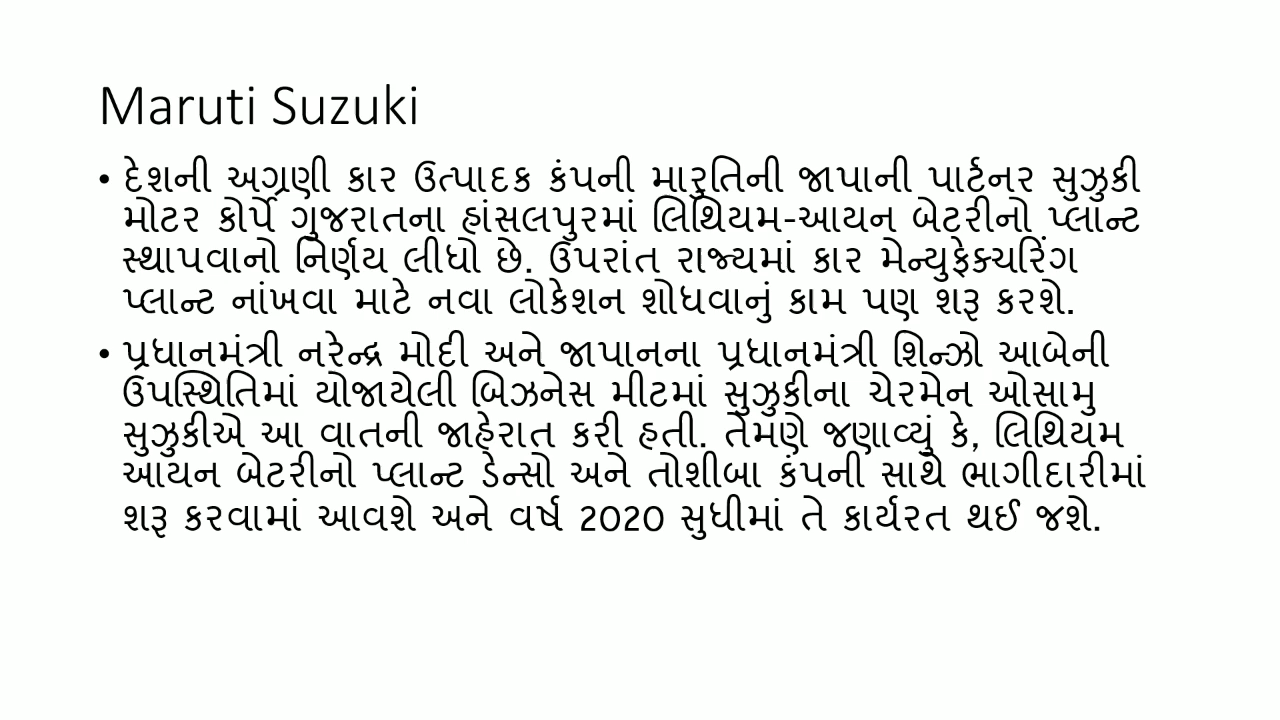 Maruti Suzuki
• દેશની અગ્રણી કાર ઉત્પાદક કંપની મારુતિની જાપાની પાર્ટનર સુઝુકી
મોટર કોર્પે ગુજરાતના હાંસલપુરમાં લિથિયમ-આયન બેટરીનો પ્લાન્ટ
સ્થાપવાનો નિર્ણય લીધો છે. ઉપરાંત રાજ્યમાં કાર મેન્યુફેક્ચરિંગ
પ્લાન્ટ નાંખવા માટે નવા લોકેશન શોધવાનું કામ પણ શરૂ કરશે.
• પ્રધાનમંત્રી નરેન્દ્ર મોદી અને જાપાનના પ્રધાનમંત્રી શિન્ઝો આબેની
ઉપસ્થિતિમાં યોજાયેલી બિઝનેસ મીટમાં સુઝુકીના ચેરમેન ઓસામુ
સુઝુકીએ આ વાતની જાહેરાત કરી હતી. તેમણે જણાવ્યું કે, લિથિયમ
આયન બેટરીનો પ્લાન્ટ ડેન્સો અને તોશીબા કંપની સાથે ભાગીદારીમાં
શરૂ કરવામાં આવશે અને વર્ષ 2020 સુધીમાં તે કાર્યરત થઈ જશે.